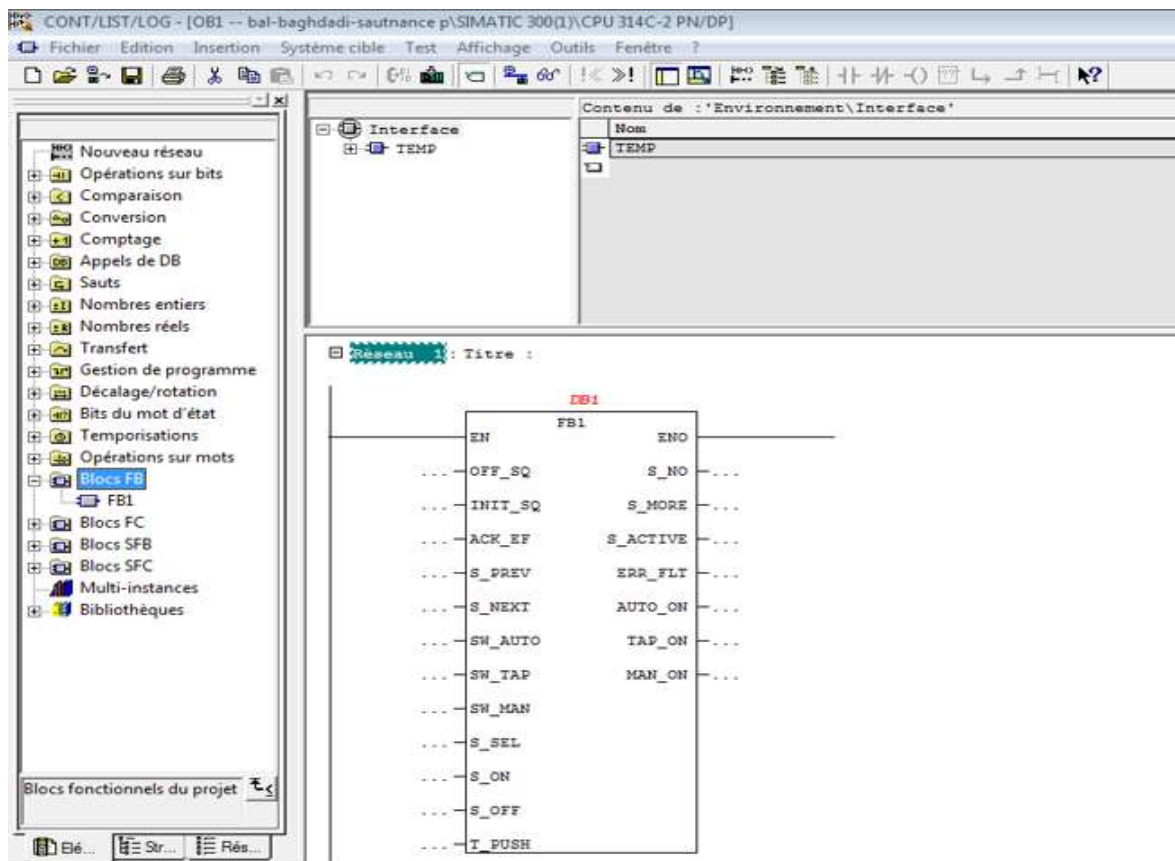 CONT/LIST/LOG - [OB1 -- bal-baghdadi-sautnance p\SIMATIC 300(1)\CPU 314C-2 PN/DP]
Fichier Edition Insertion Système cible Test Affichage Outils Fenêtre ?
Nouveau réseau
Opérations sur bits
Comparaison
Conversion
Comptage
Appels de DB
Sauts
Nombres entiers
Nombres réels
Transfert
Gestion de programme
Décalage/rotation
Bits du mot d'état
Temporisations
Opérations sur mots
Blocs FB
FB1
Blocs FC
Blocs SFB
Blocs SFC
Multi-instances
Bibliothèques
Blocs fonctionnels du projet
Elé... Str... Rés...
Interface
TEMP
Contenu de :'Environnement\Interface'
Nom
TEMP
Réseau 1 : Titre :
DB1
FB1
EN ENO
... OFF_SQ S_NO ...
... INIT_SQ S_MORE ...
... ACK_EF S_ACTIVE ...
... S_PREV ERR_FLT ...
... S_NEXT AUTO_ON ...
... SW_AUTO TAP_ON ...
... SW_TAP MAN_ON ...
... SW_MAN
... S_SEL
... S_ON
... S_OFF
... T_PUSH